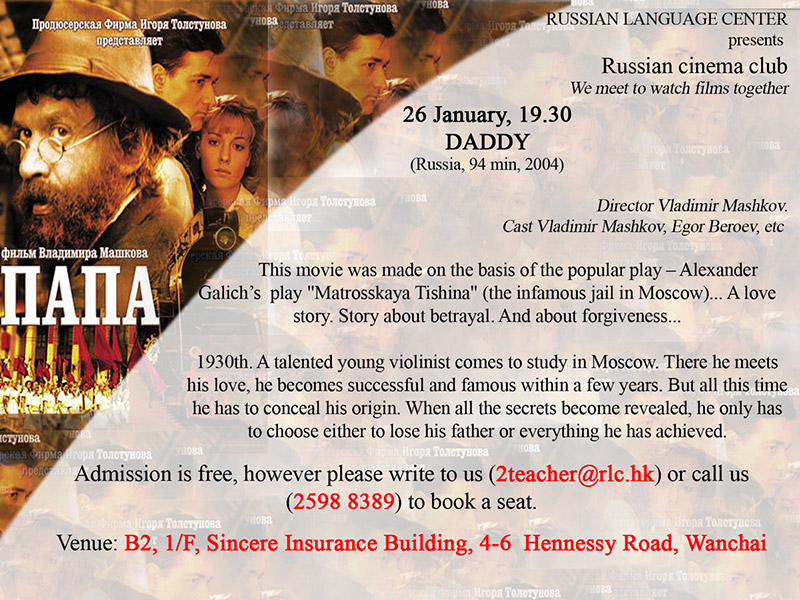 Продюсерская Фирма Игоря Толстунова
представляет
RUSSIAN LANGUAGE CENTER
presents
Russian cinema club
We meet to watch films together
26 January, 19.30
DADDY
(Russia, 94 min, 2004)
Director Vladimir Mashkov.
Cast Vladimir Mashkov, Egor Beroev, etc
фильм Владимира Машкова
ПАПА
This movie was made on the basis of the popular play – Alexander
Galich’s play "Matrosskaya Tishina" (the infamous jail in Moscow)... A love
story. Story about betrayal. And about forgiveness...
1930th. A talented young violinist comes to study in Moscow. There he meets
his love, he becomes successful and famous within a few years. But all this time
he has to conceal his origin. When all the secrets become revealed, he only has
to choose either to lose his father or everything he has achieved.
Admission is free, however please write to us (2teacher@rlc.hk) or call us
(2598 8389) to book a seat.
Venue: B2, 1/F, Sincere Insurance Building, 4-6 Hennessy Road, Wanchai